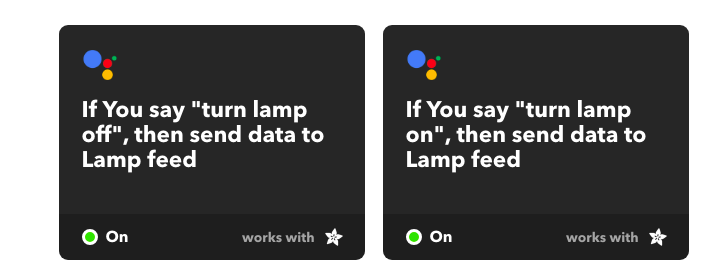 If You say "turn lamp
off", then send data to
Lamp feed
On
works with
If You say "turn lamp
on", then send data to
Lamp feed
On
works with